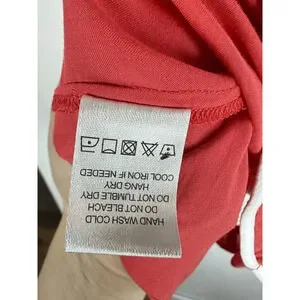 HAND WASH COLD
DO NOT BLEACH
DO NOT TUMBLE DRY
HANG DRY
COOL IRON IF NEEDED